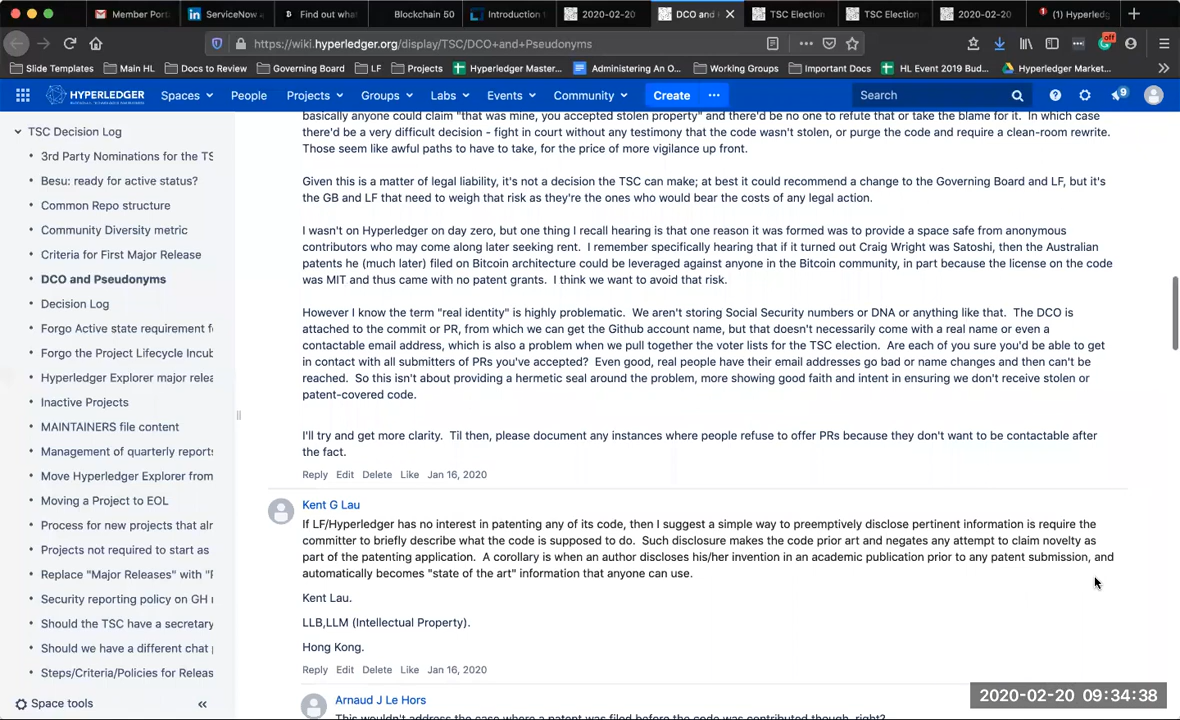 Member Port
ServiceNow
Find out wha
Blockchain 50
Introduction t
2020-02-20
DCO and
TSC Election
TSC Election
2020-02-20
(1) Hyperledg
https://wiki.hyperledger.org/display/TSC/DCO+and+Pseudonyms
off
Slide Templates
Main HL
Docs to Review
Governing Board
LF
Projects
Hyperledger Master...
Administering An O...
Working Groups
Important Docs
HL Event 2019 Bud...
Hyperledger Market...
HYPERLEDGER
Spaces
People
Projects
Groups
Labs
Events
Community
Create
Search
9
TSC Decision Log
3rd Party Nominations for the TS
Besu: ready for active status?
Common Repo structure
Community Diversity metric
Criteria for First Major Release
DCO and Pseudonyms
Decision Log
Forgo Active state requirement f
Forgo the Project Lifecycle Incub
Hyperledger Explorer major relea
Inactive Projects
MAINTAINERS file content
Management of quarterly reports
Move Hyperledger Explorer from
Moving a Project to EOL
Process for new projects that alr
Projects not required to start as
Replace "Major Releases" with "F
Security reporting policy on GH r
Should the TSC have a secretary
Should we have a different chat p
Steps/Criteria/Policies for Releas
Space tools
basically anyone could claim "that was mine, you accepted stolen property" and there'd be no one to refute that or take the blame for it. In which case
there'd be a very difficult decision - fight in court without any testimony that the code wasn't stolen, or purge the code and require a clean-room rewrite.
Those seem like awful paths to have to take, for the price of more vigilance up front.
Given this is a matter of legal liability, it's not a decision the TSC can make; at best it could recommend a change to the Governing Board and LF, but it's
the GB and LF that need to weigh that risk as they're the ones who would bear the costs of any legal action.
I wasn't on Hyperledger on day zero, but one thing I recall hearing is that one reason it was formed was to provide a space safe from anonymous
contributors who may come along later seeking rent. I remember specifically hearing that if it turned out Craig Wright was Satoshi, then the Australian
patents he (much later) filed on Bitcoin architecture could be leveraged against anyone in the Bitcoin community, in part because the license on the code
was MIT and thus came with no patent grants. I think we want to avoid that risk.
However I know the term "real identity" is highly problematic. We aren't storing Social Security numbers or DNA or anything like that. The DCO is
attached to the commit or PR, from which we can get the Github account name, but that doesn't necessarily come with a real name or even a
contactable email address, which is also a problem when we pull together the voter lists for the TSC election. Are each of you sure you'd be able to get
in contact with all submitters of PRs you've accepted? Even good, real people have their email addresses go bad or name changes and then can't be
reached. So this isn't about providing a hermetic seal around the problem, more showing good faith and intent in ensuring we don't receive stolen or
patent-covered code.
I'll try and get more clarity. Til then, please document any instances where people refuse to offer PRs because they don't want to be contactable after
the fact.
Reply Edit Delete Like Jan 16, 2020
Kent G Lau
If LF/Hyperledger has no interest in patenting any of its code, then I suggest a simple way to preemptively disclose pertinent information is require the
committer to briefly describe what the code is supposed to do. Such disclosure makes the code prior art and negates any attempt to claim novelty as
part of the patenting application. A corollary is when an author discloses his/her invention in an academic publication prior to any patent submission, and
automatically becomes "state of the art" information that anyone can use.
Kent Lau.
LLB,LLM (Intellectual Property).
Hong Kong.
Reply Edit Delete Like Jan 16, 2020
Arnaud J Le Hors
This wouldn't address the case where a patent was filed before the code was contributed though, right?
2020-02-20 09:34:38